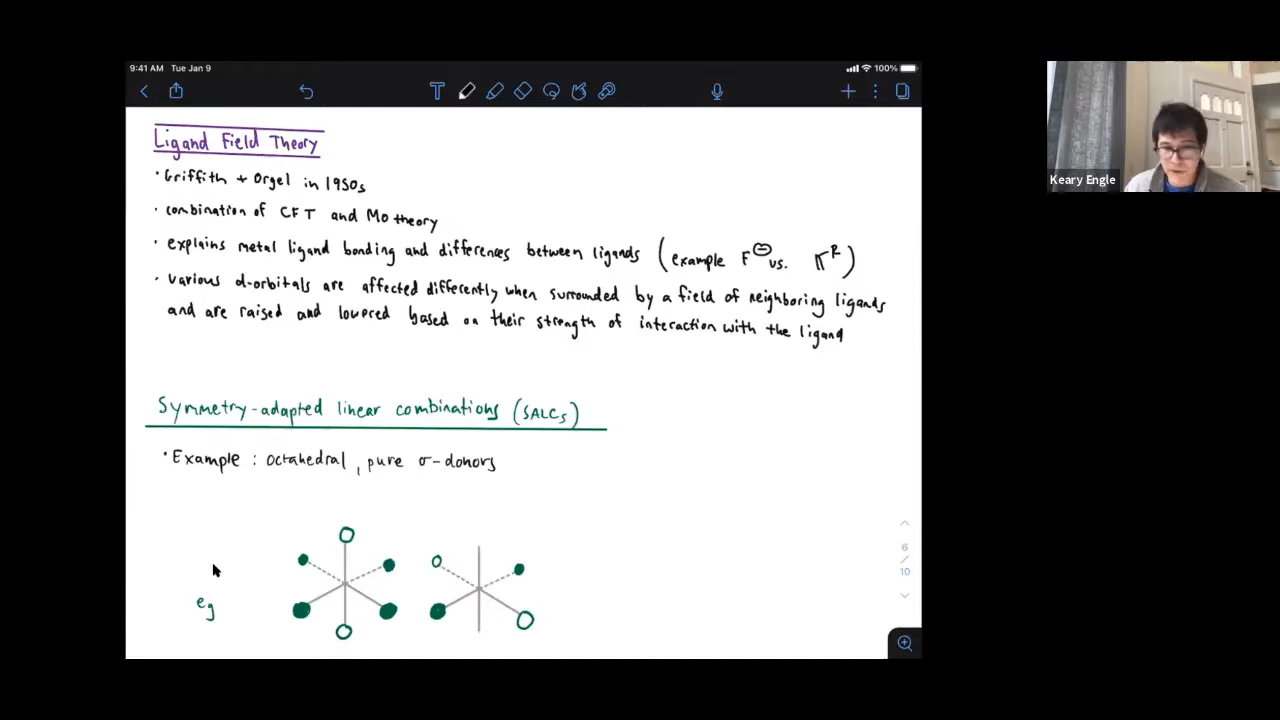 9:41 AM Tue Jan 9
100%
Ligand Field Theory
· Griffith + Orgel in 1950s
· combination of CFT and MO theory
· explains metal ligand bonding and differences between ligands (example F⊖ vs. π R)
· various d-orbitals are affected differently when surrounded by a field of neighboring ligands
and are raised and lowered based on their strength of interaction with the ligand
Symmetry-adapted linear combinations (SALCs)
· Example : octahedral, pure σ-donors
eg
6
/
10
Keary Engle